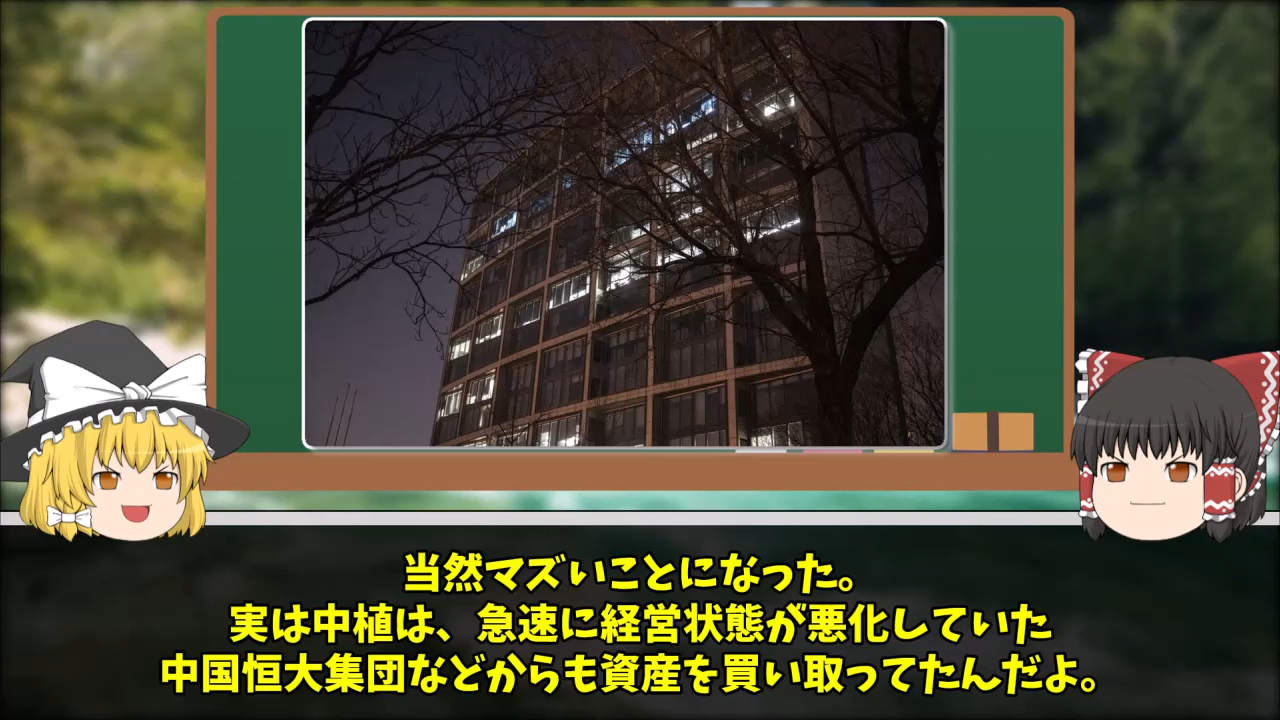 当然マズいことになった。
実は中植は、急速に経営状態が悪化していた
中国恒大集団などからも資産を買い取ってたんだよ。